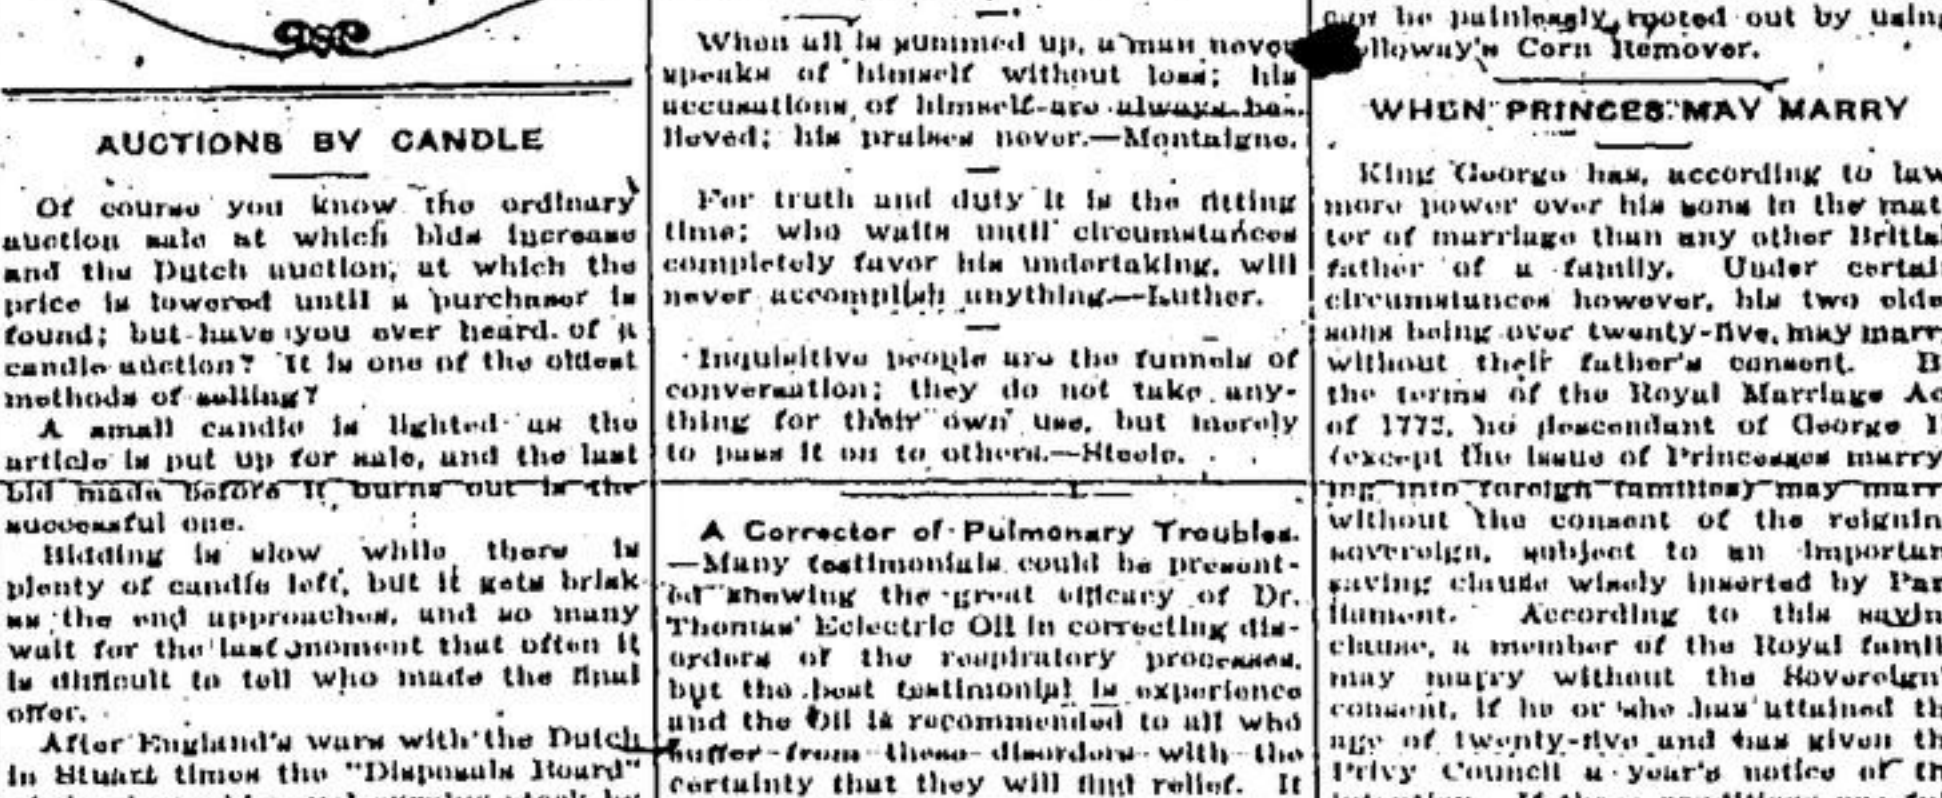 AUCTIONS BY CANDLE
Of course you know the ordinary
auction sale at which bids increase
and the Dutch auction, at which the
price is lowered until a purchaser is
found; but have you ever heard of a
candle auction? It is one of the oldest
methods of selling?
A small candle is lighted as the
article is put up for sale, and the last
bid made before it burns out is the
successful one.
Bidding is slow while there is
plenty of candle left, but it gets brisk
as the end approaches, and so many
wait for the last moment that often it
is difficult to tell who made the final
offer.
After England's wars with the Dutch
in Stuart times the "Disposals Board"
When all is summed up, a man never
speaks of himself without loss; his
accusations of himself are always be-
lieved; his praises never.—Montaigne.
For truth and duty it is the fitting
time; who waits until circumstances
completely favor his undertaking, will
never accomplish anything.—Luther.
Inquisitive people are the funnels of
conversation; they do not take any-
thing for their own use, but merely
to pass it on to others.—Steele.
A Corrector of Pulmonary Troubles.
—Many testimonials could be present-
ed showing the great efficacy of Dr.
Thomas' Eclectric Oil in correcting dis-
orders of the respiratory processes,
but the best testimonial is experience
and the Oil is recommended to all who
suffer from these disorders with the
certainty that they will find relief. It
be painlessly rooted out by using
Holloway's Corn Remover.
WHEN PRINCES MAY MARRY
King George has, according to law
more power over his sons in the mat
ter of marriage than any other Britis
father of a family. Under certai
circumstances however, his two olde
sons being over twenty-five, may marr
without their father's consent. B
the terms of the Royal Marriage Ac
of 1772, no descendant of George I
(except the issue of Princesses marry
ing into foreign families) may marr
without the consent of the reignin
sovereign, subject to an importan
saving clause wisely inserted by Par
liament. According to this savin
clause, a member of the Royal famil
may marry without the Sovereign'
consent, if he or she has attained th
age of twenty-five and has given th
Privy Council a year's notice of th